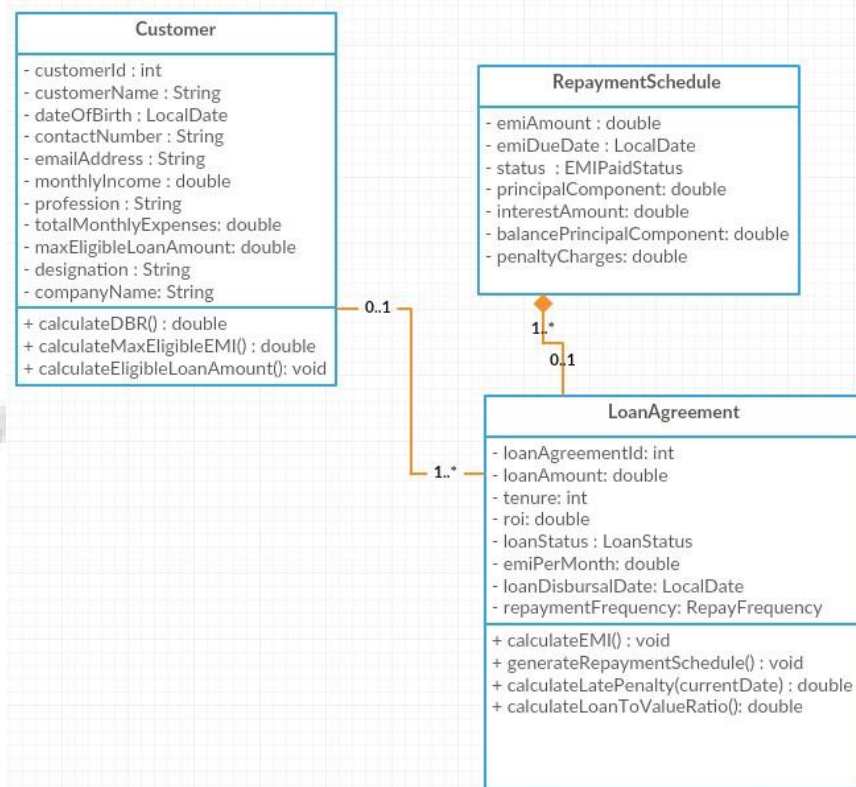 Customer
- customerId : int
- customerName : String
- dateOfBirth : LocalDate
- contactNumber : String
- emailAddress : String
- monthlyIncome : double
- profession : String
- totalMonthlyExpenses: double
- maxEligibleLoanAmount: double
- designation : String
- companyName: String
+ calculateDBR() : double
+ calculateMaxEligibleEMI() : double
+ calculateEligibleLoanAmount(): void
0..1
1..*
RepaymentSchedule
- emiAmount : double
- emiDueDate : LocalDate
- status : EMIPaidStatus
- principalComponent: double
- interestAmount: double
- balancePrincipalComponent: double
- penaltyCharges: double
1..*
0..1
LoanAgreement
- loanAgreementId: int
- loanAmount: double
- tenure: int
- roi: double
- loanStatus : LoanStatus
- emiPerMonth: double
- loanDisbursalDate: LocalDate
- repaymentFrequency: RepayFrequency
+ calculateEMI() : void
+ generateRepaymentSchedule() : void
+ calculateLatePenalty(currentDate) : double
+ calculateLoanToValueRatio(): double